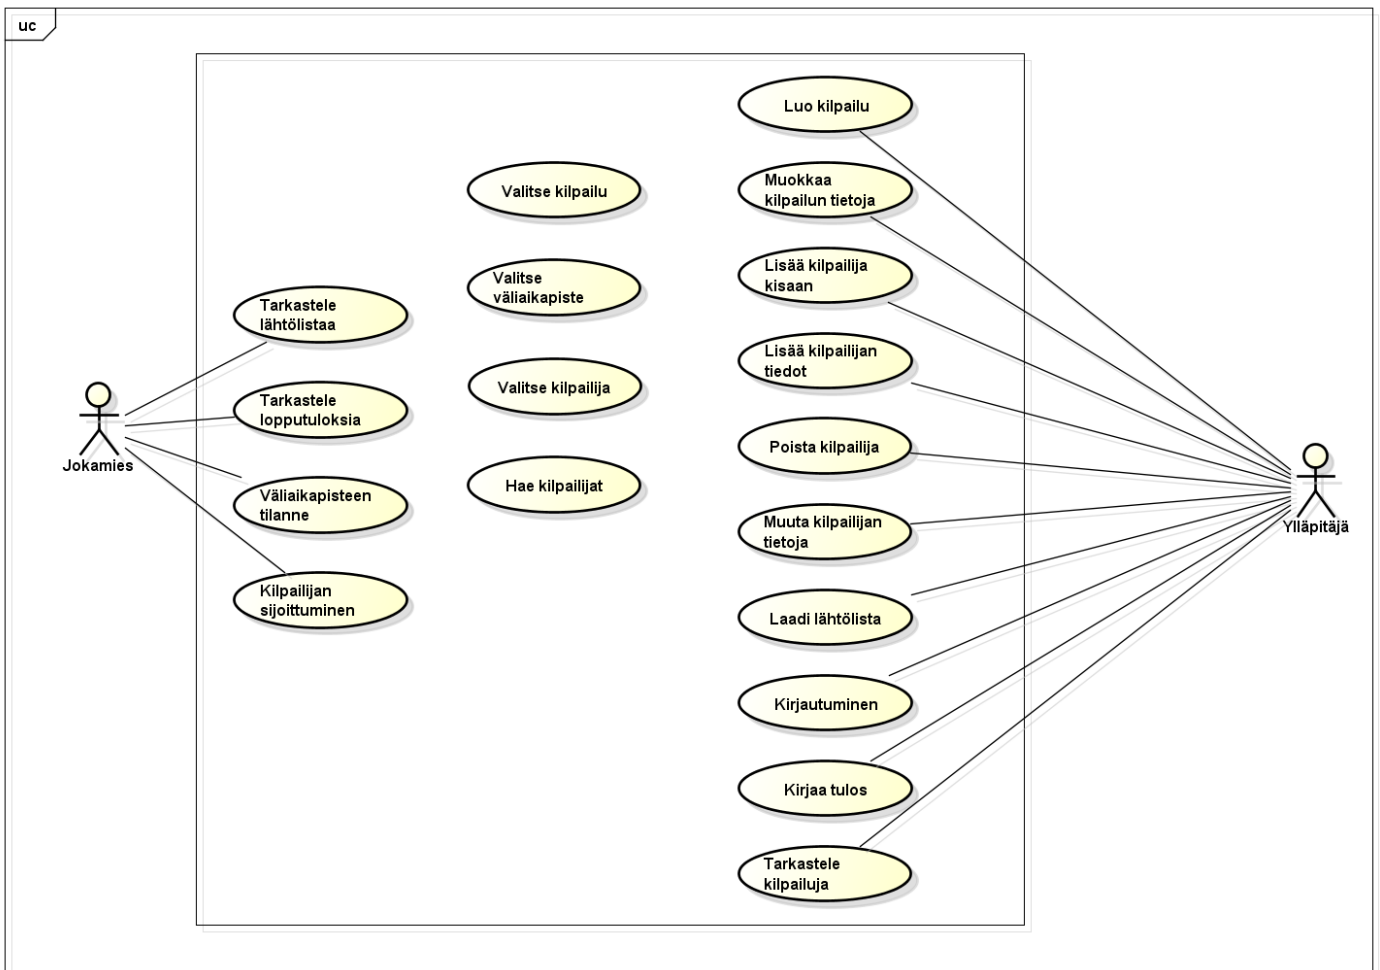 uc
Jokamies
Tarkastele
lähtölistaa
Tarkastele
lopputuloksia
Väliaikapisteen
tilanne
Kilpailijan
sijoittuminen
Valitse kilpailu
Valitse
väliaikapiste
Valitse kilpailija
Hae kilpailijat
Luo kilpailu
Muokkaa
kilpailun tietoja
Lisää kilpailija
kisaan
Lisää kilpailijan
tiedot
Poista kilpailija
Muuta kilpailijan
tietoja
Laadi lähtölista
Kirjautuminen
Kirjaa tulos
Tarkastele
kilpailuja
Ylläpitäjä